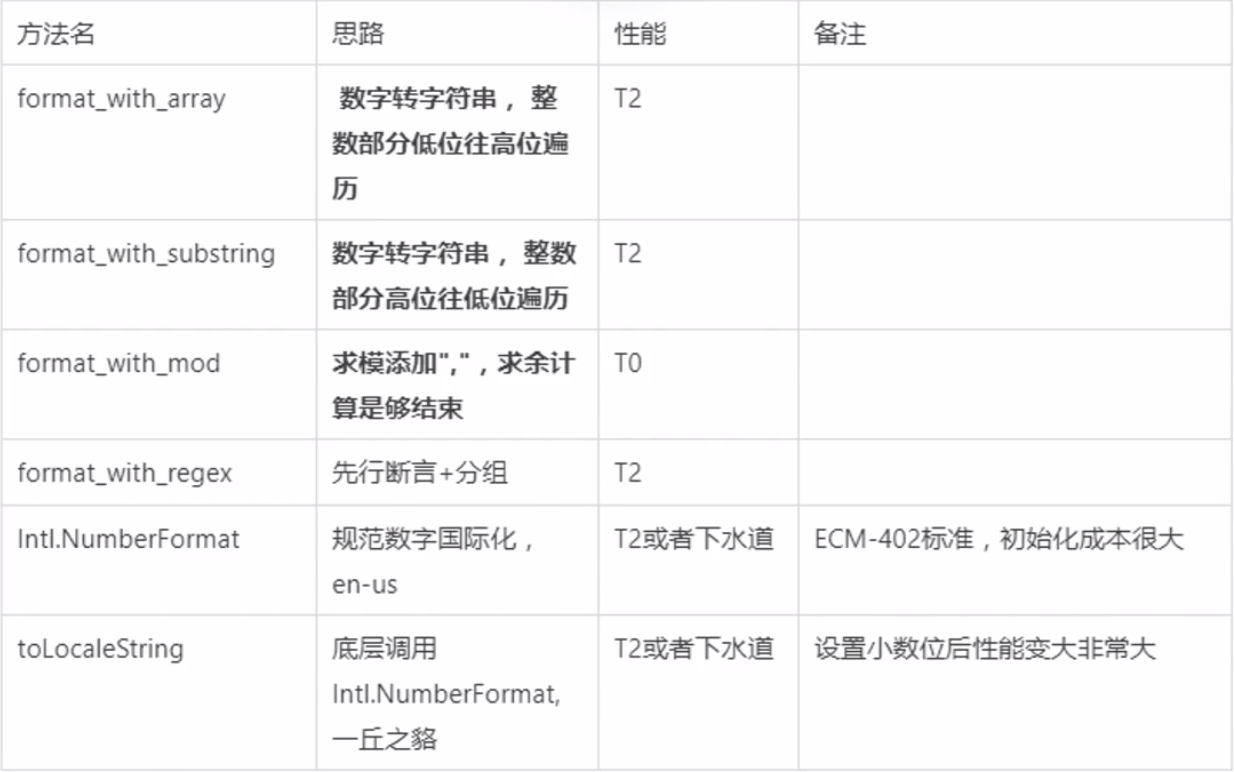 方法名 思路 性能 备注
format_with_array 数字转字符串，整 T2
数部分低位往高位遍
历
format_with_substring 数字转字符串，整数 T2
部分高位往低位遍历
format_with_mod 求模添加","，求余计 T0
算是够结束
format_with_regex 先行断言+分组 T2
Intl.NumberFormat 规范数字国际化， T2或者下水道 ECM-402标准，初始化成本很大
en-us
toLocaleString 底层调用 T2或者下水道 设置小数位后性能变大非常大
Intl.NumberFormat,
一丘之貉